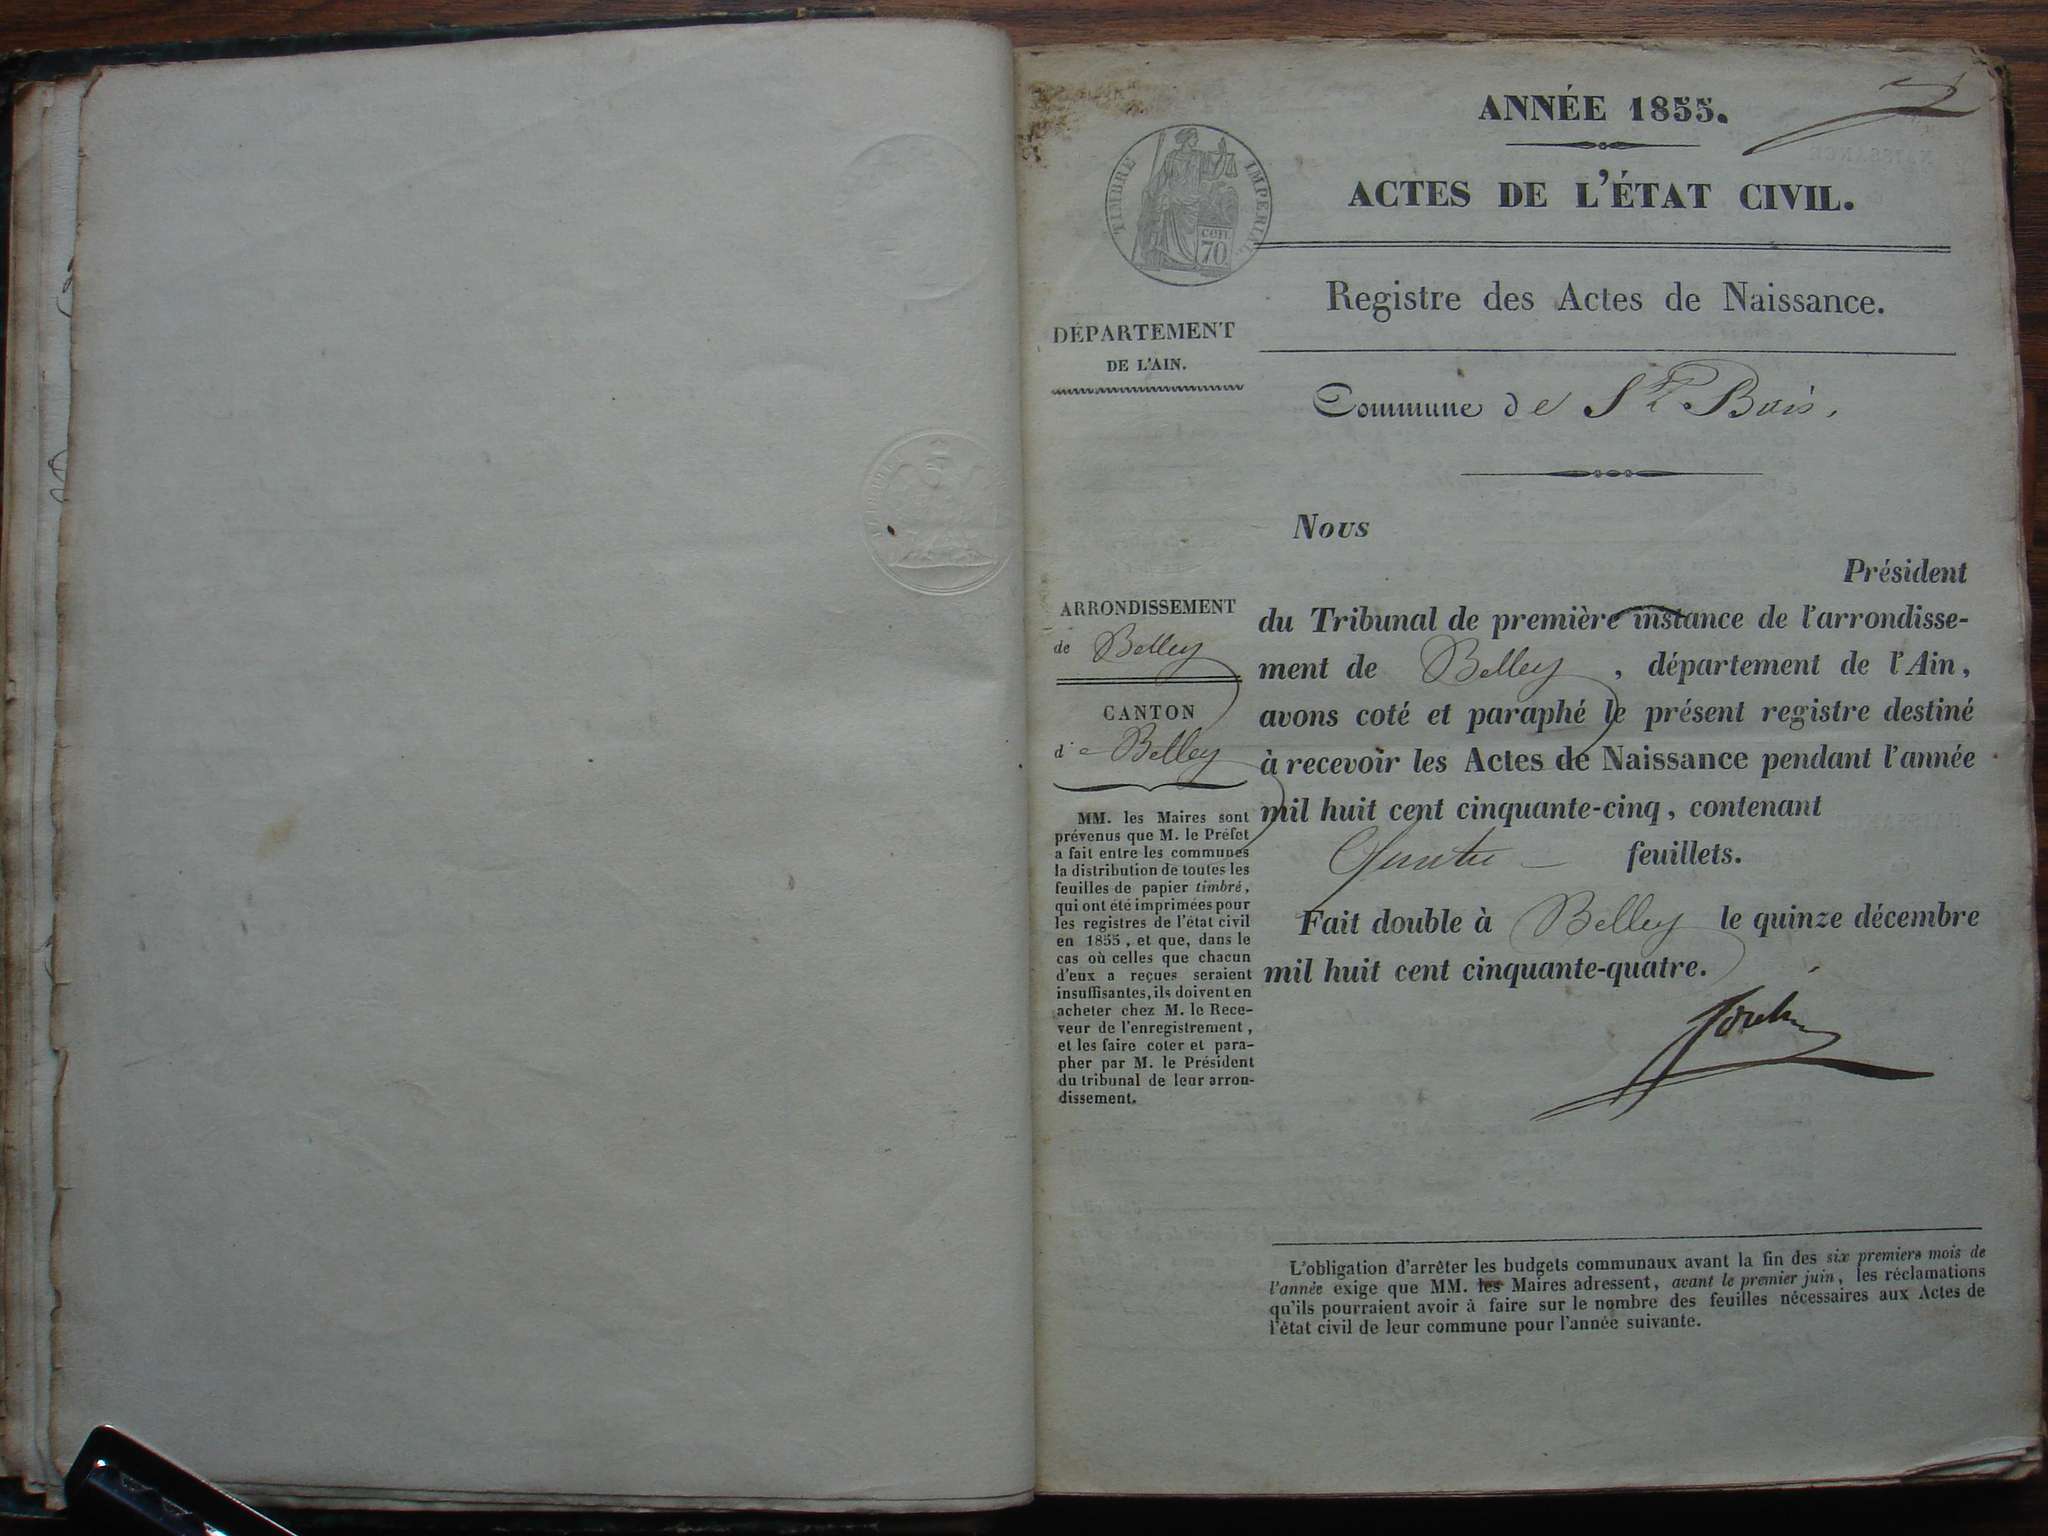 ANNÉE 1855.
ACTES DE L'ÉTAT CIVIL.
TIMBRE IMPERIAL
cen.
70
Registre des Actes de Naissance.
DÉPARTEMENT
DE L'AIN.
Commune de St Bois.
Nous
Président
du Tribunal de première instance de l'arrondisse-
ment de Belley, département de l'Ain,
avons coté et paraphé le présent registre destiné
à recevoir les Actes de Naissance pendant l'année
mil huit cent cinquante-cinq, contenant
Quatre feuillets.
Fait double à Belley le quinze décembre
mil huit cent cinquante-quatre.
ARRONDISSEMENT
de Belley
CANTON
de Belley
MM. les Maires sont
prévenus que M. le Préfet
a fait entre les communes
la distribution de toutes les
feuilles de papier timbré,
qui ont été imprimées pour
les registres de l'état civil
en 1855, et que, dans le
cas où celles que chacun
d'eux a reçues seraient
insuffisantes, ils doivent en
acheter chez M. le Rece-
veur de l'enregistrement,
et les faire coter et para-
pher par M. le Président
du tribunal de leur arron-
dissement.
L'obligation d'arrêter les budgets communaux avant la fin des six premiers mois de
l'année exige que MM. les Maires adressent, avant le premier juin, les réclamations
qu'ils pourraient avoir à faire sur le nombre des feuilles nécessaires aux Actes de
l'état civil de leur commune pour l'année suivante.